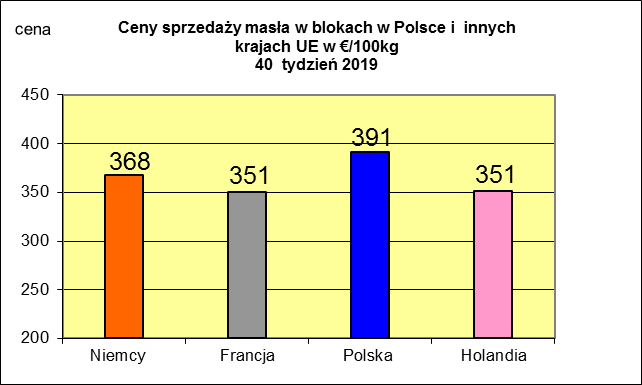 cena
Ceny sprzedaży masła w blokach w Polsce i innych
krajach UE w €/100kg
40 tydzień 2019
450
400
350
300
250
200
368
351
391
351
Niemcy
Francja
Polska
Holandia